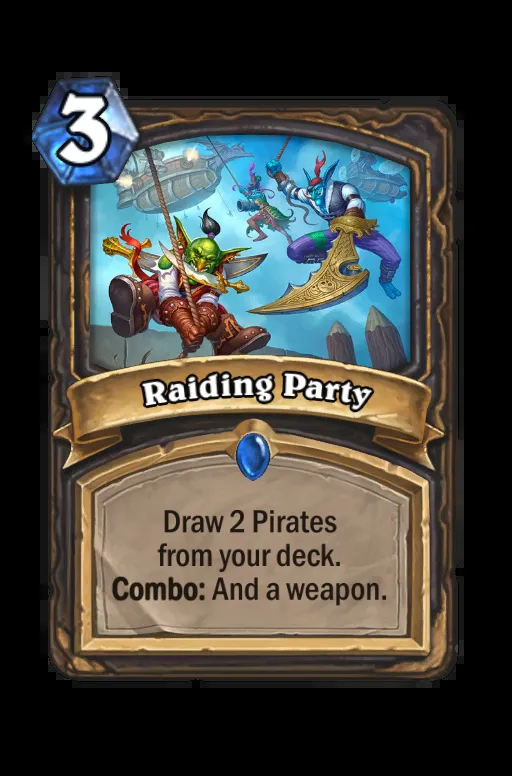 3
Raiding Party
Draw 2 Pirates
from your deck.
Combo: And a weapon.